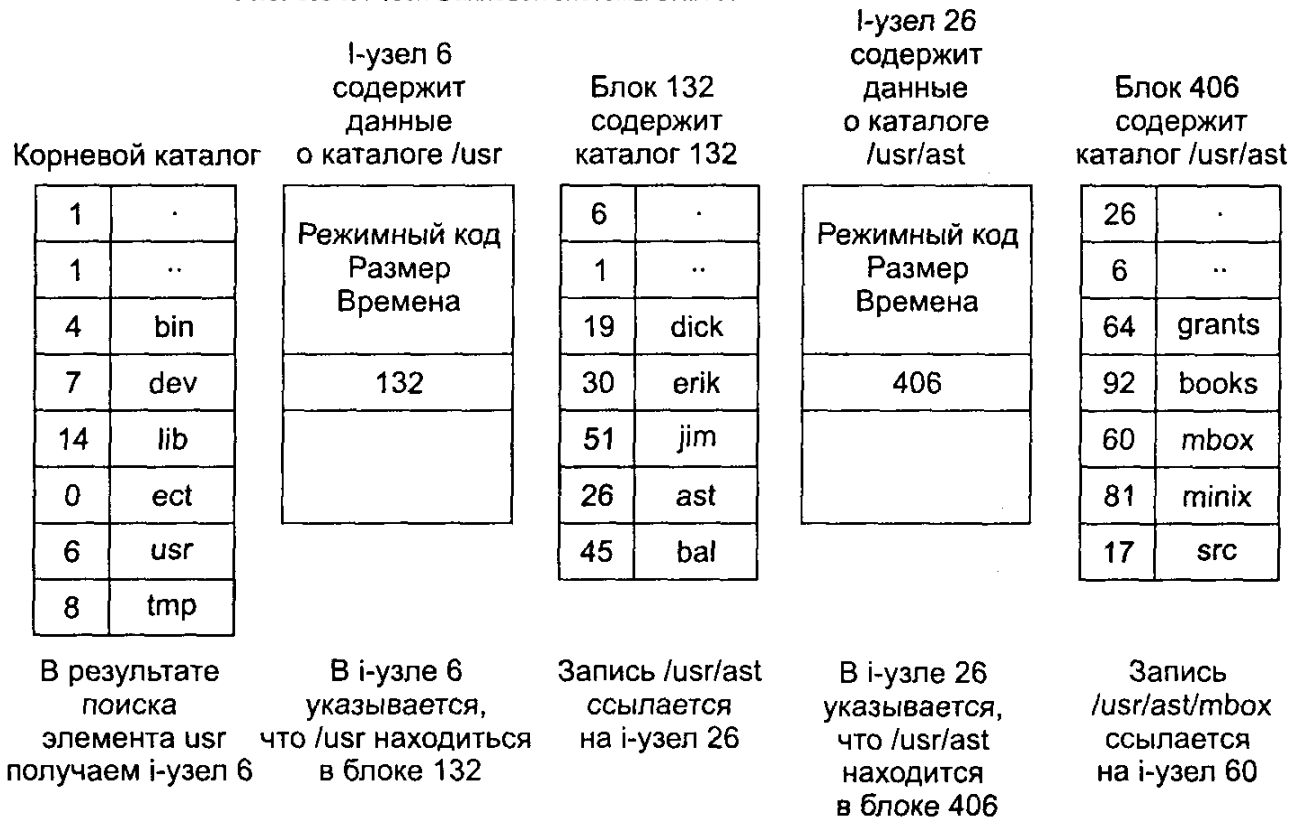 Корневой каталог
1 .
1 ..
4 bin
7 dev
14 lib
0 ect
6 usr
8 tmp
В результате
поиска
элемента usr
получаем i-узел 6
I-узел 6
содержит
данные
о каталоге /usr
Режимный код
Размер
Времена
132
В i-узле 6
указывается,
что /usr находиться
в блоке 132
Блок 132
содержит
каталог 132
6 .
1 ..
19 dick
30 erik
51 jim
26 ast
45 bal
Запись /usr/ast
ссылается
на i-узел 26
I-узел 26
содержит
данные
о каталоге
/usr/ast
Режимный код
Размер
Времена
406
В i-узле 26
указывается,
что /usr/ast
находится
в блоке 406
Блок 406
содержит
каталог /usr/ast
26 .
6 ..
64 grants
92 books
60 mbox
81 minix
17 src
Запись
/usr/ast/mbox
ссылается
на i-узел 60